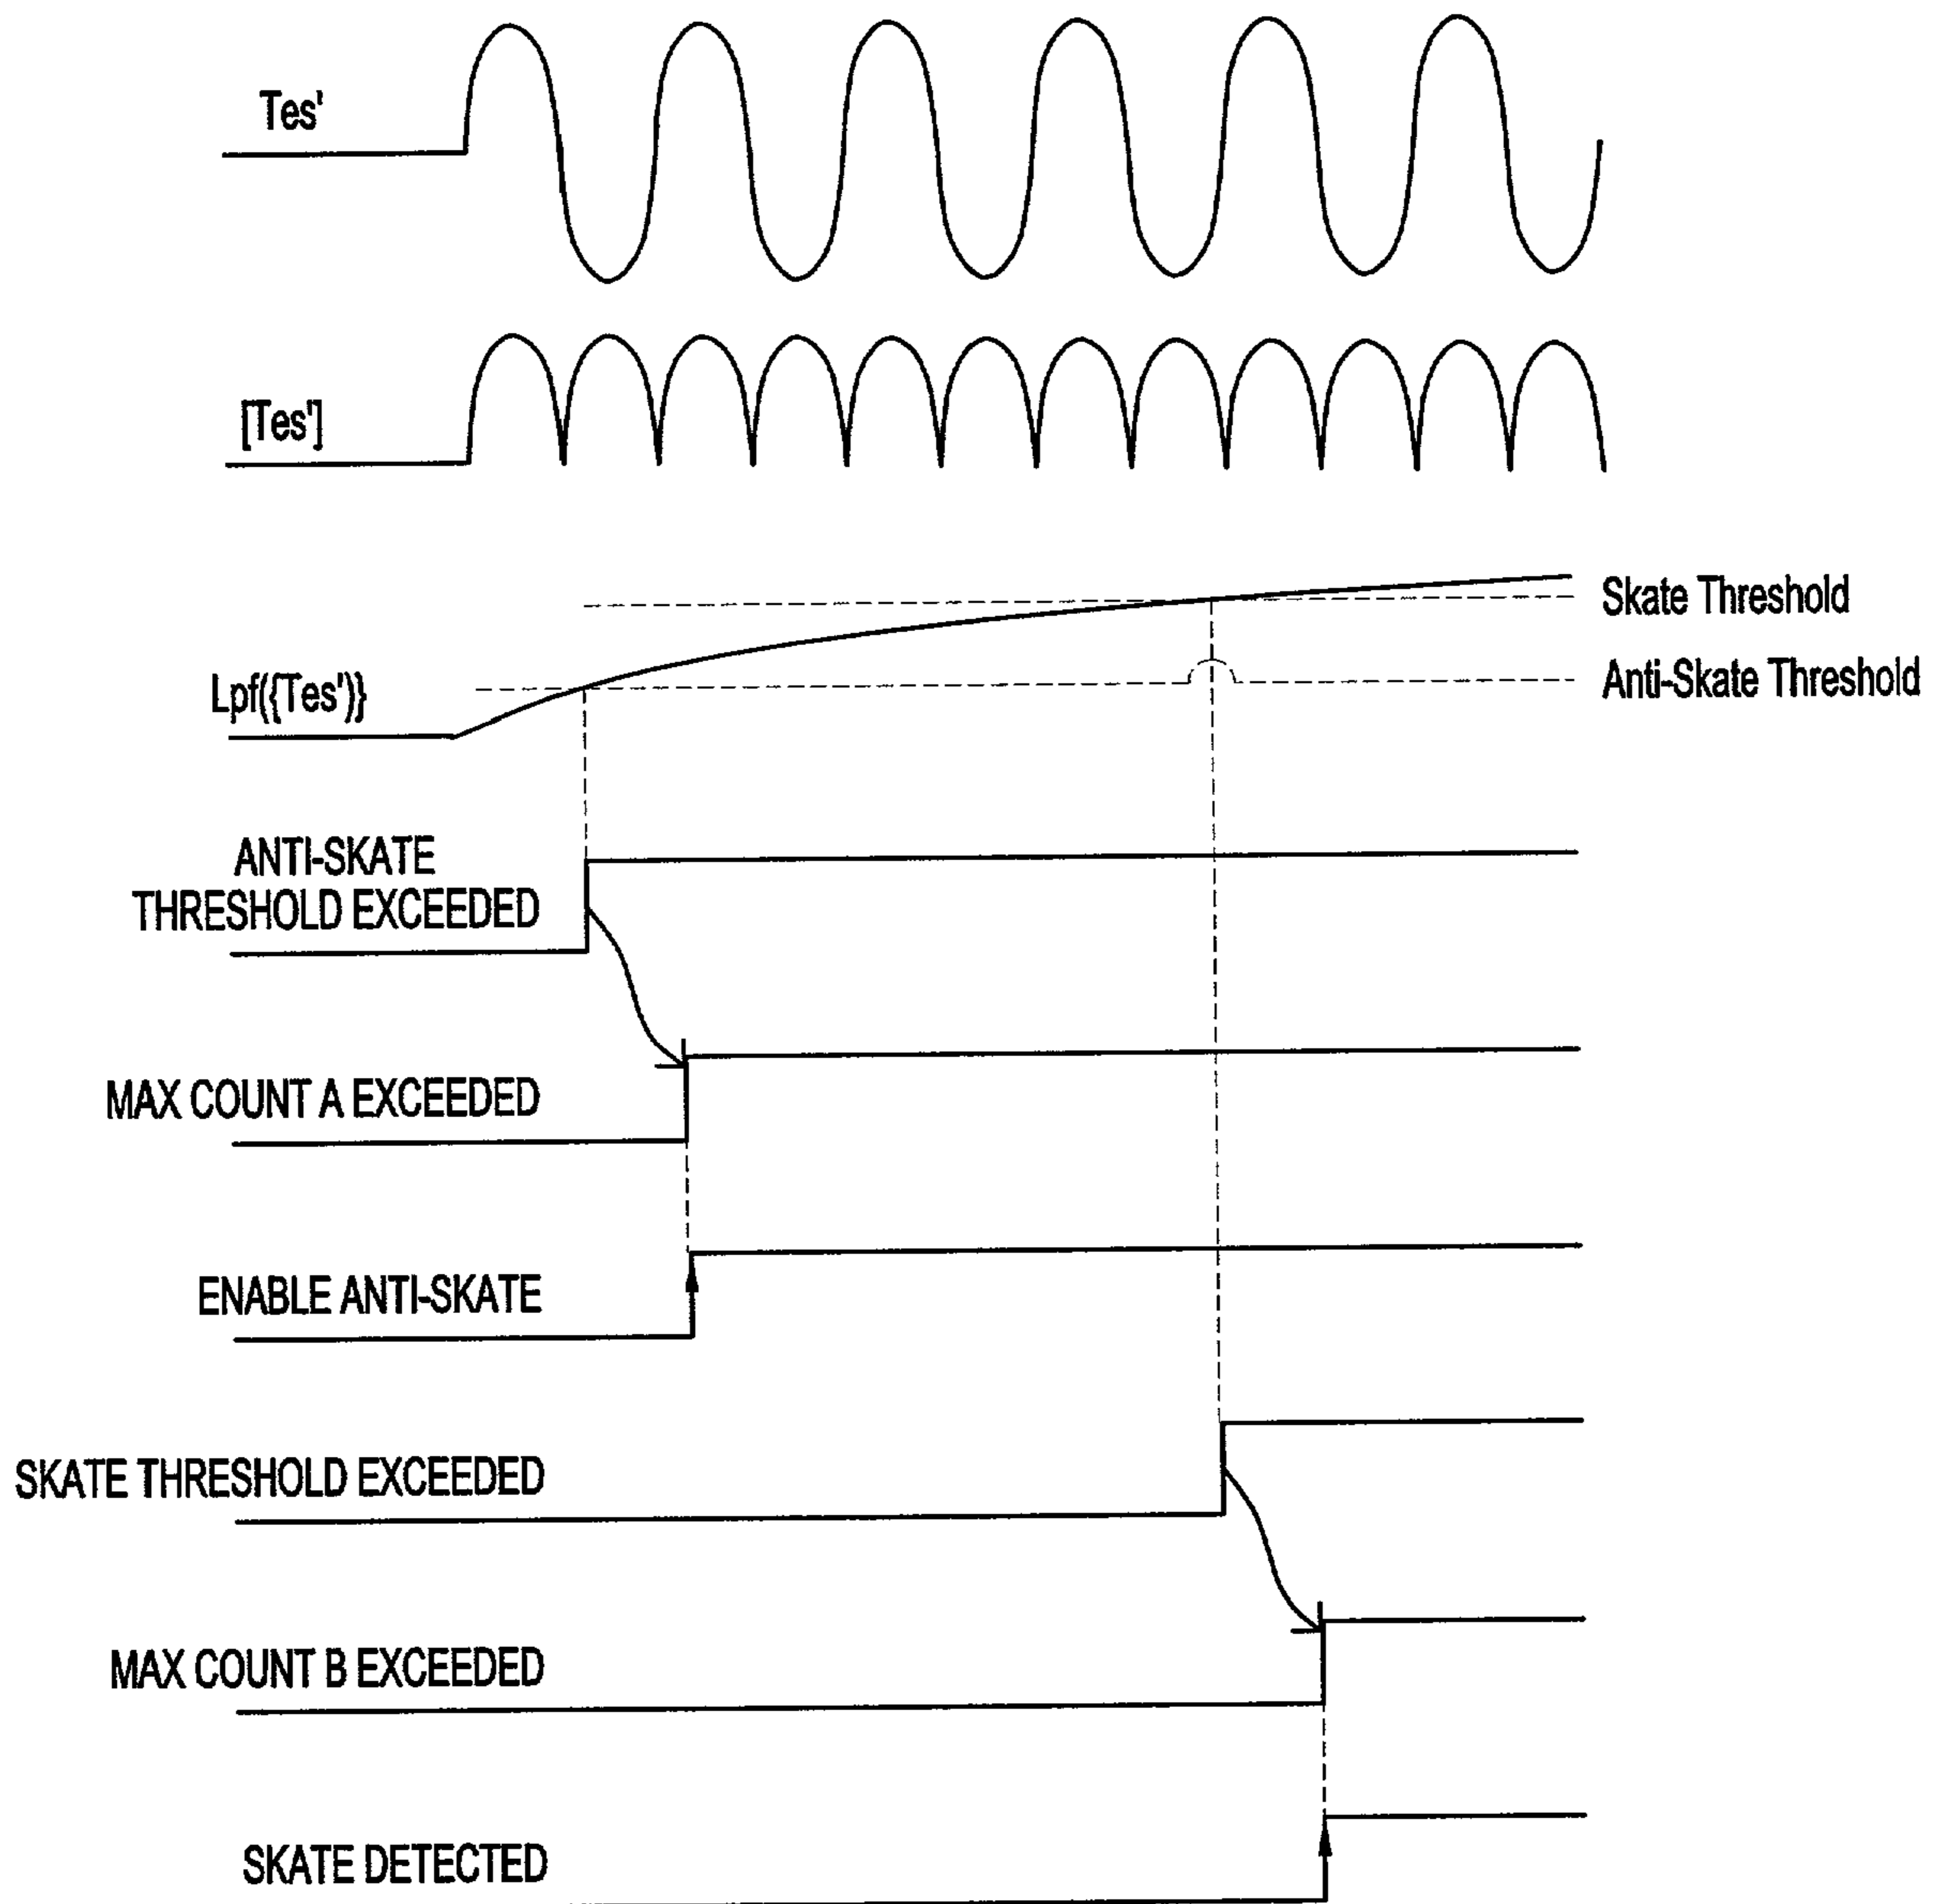 Tes'
[Tes']
Skate Threshold
Lpf({Tes')}
Anti-Skate Threshold
ANTI-SKATE
THRESHOLD EXCEEDED
MAX COUNT A EXCEEDED
ENABLE ANTI-SKATE
SKATE THRESHOLD EXCEEDED
MAX COUNT B EXCEEDED
SKATE DETECTED